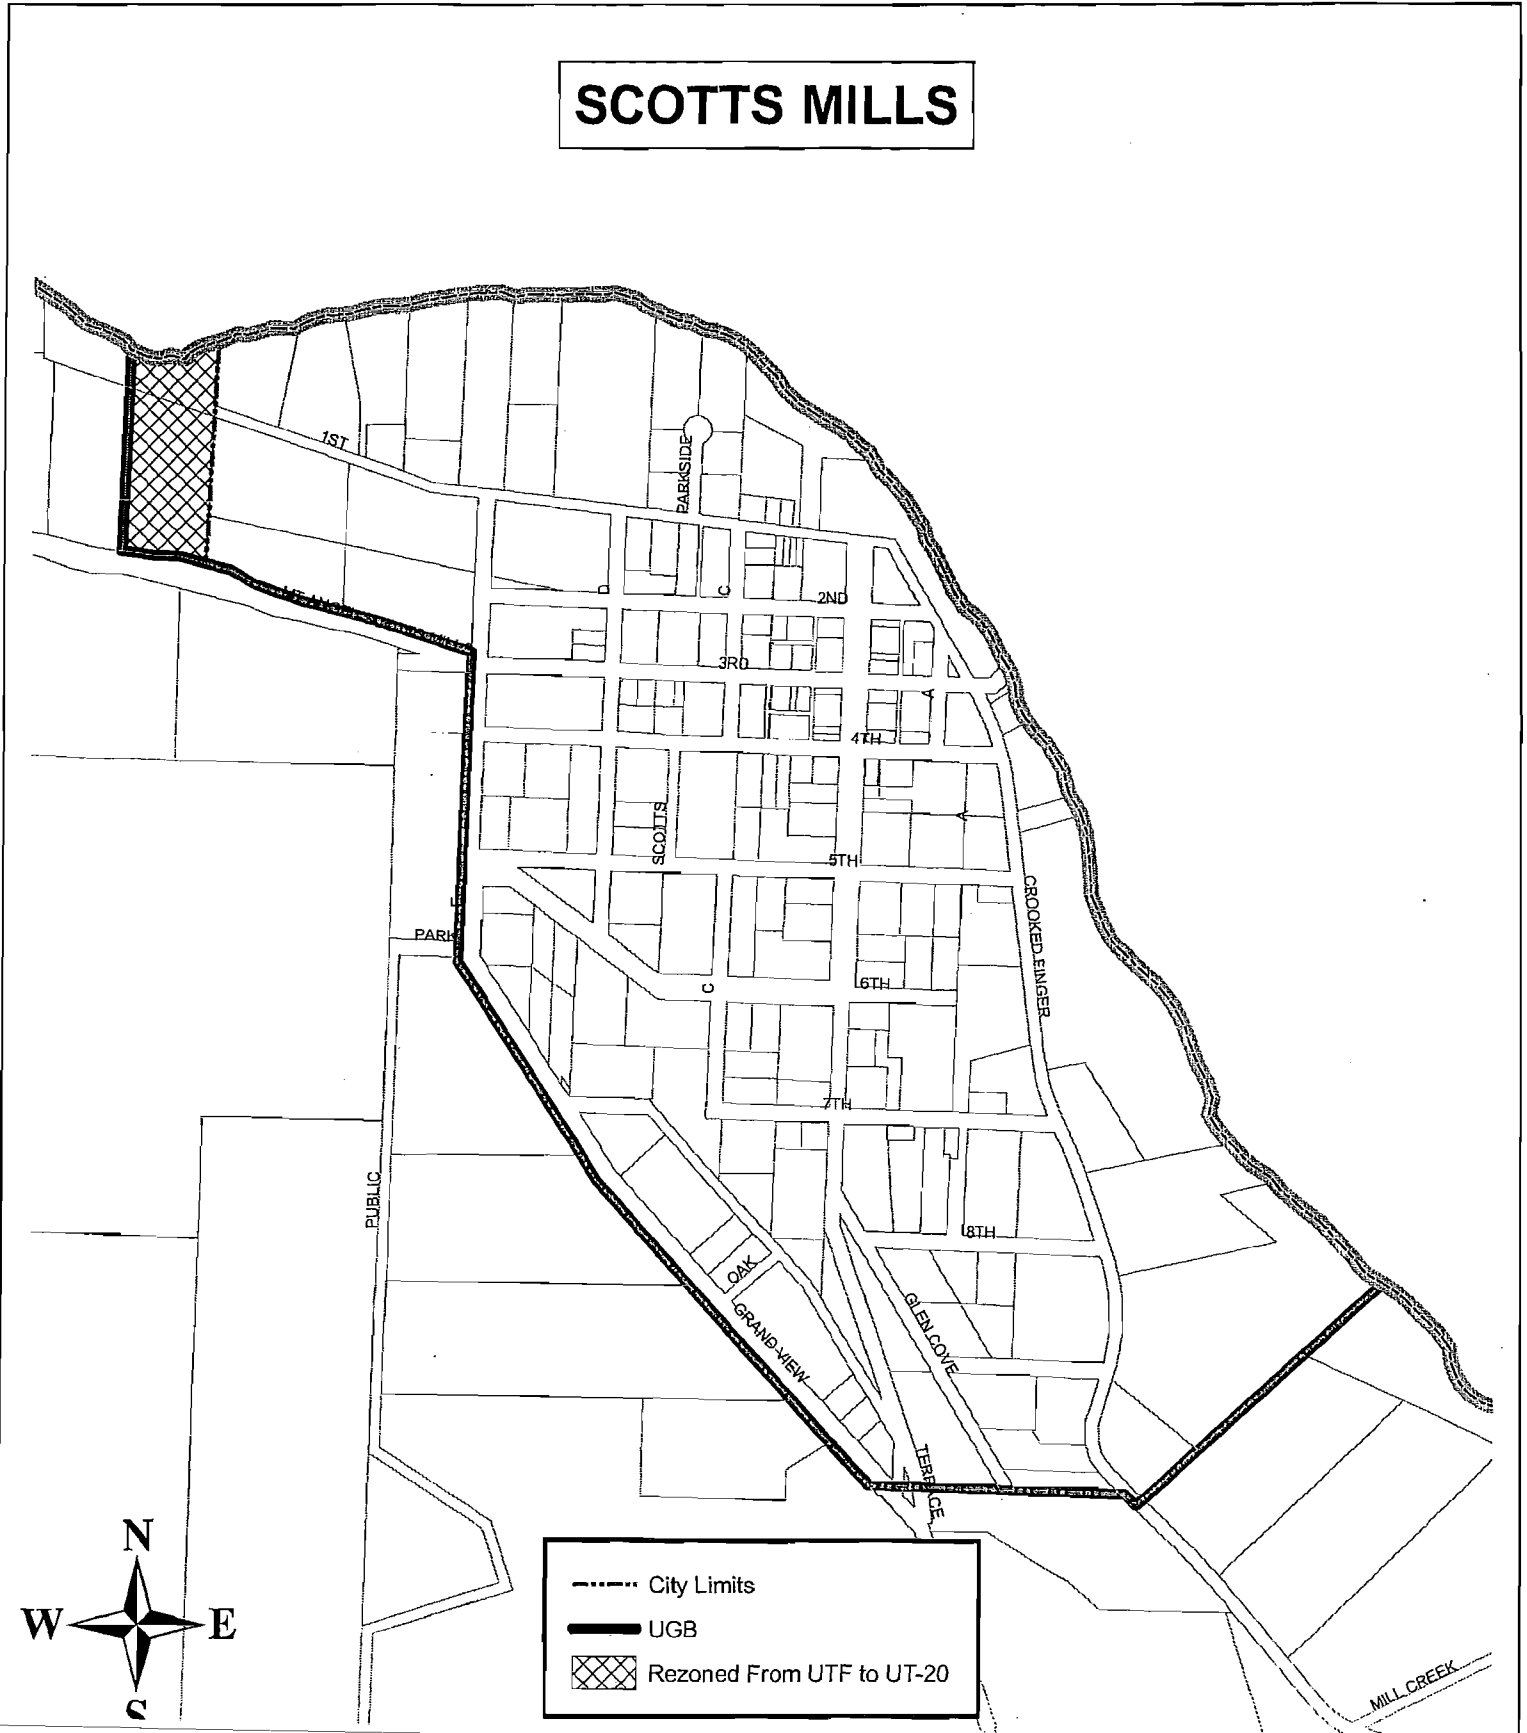 SCOTTS MILLS
1ST
PARKSIDE
D
C
2ND
3RD
A
4TH
SCOTTS
A
5TH
CROOKED FINGER
PARK
C
6TH
7TH
PUBLIC
8TH
OAK
GRAND VIEW
GLEN COVE
TERRACE
MILL CREEK
N
W
E
S
City Limits
UGB
Rezoned From UTF to UT-20